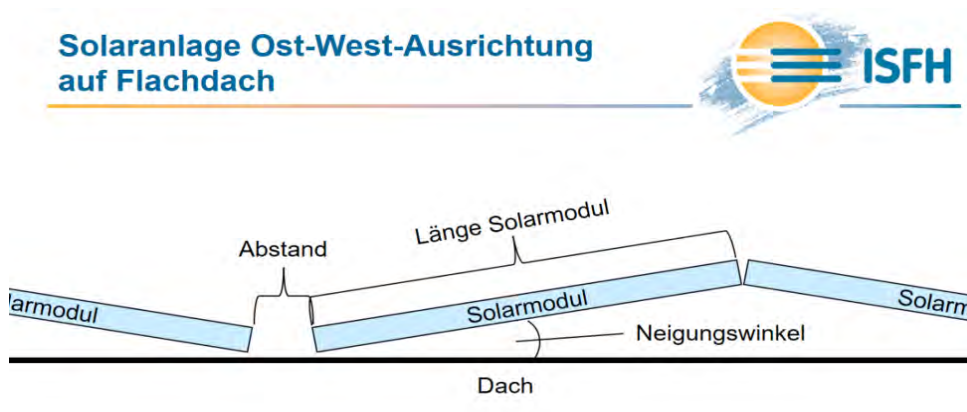 Solaranlage Ost-West-Ausrichtung
auf Flachdach
ISFH
Länge Solarmodul
Abstand
armodul
Solarmodul
Solarm
Neigungswinkel
Dach